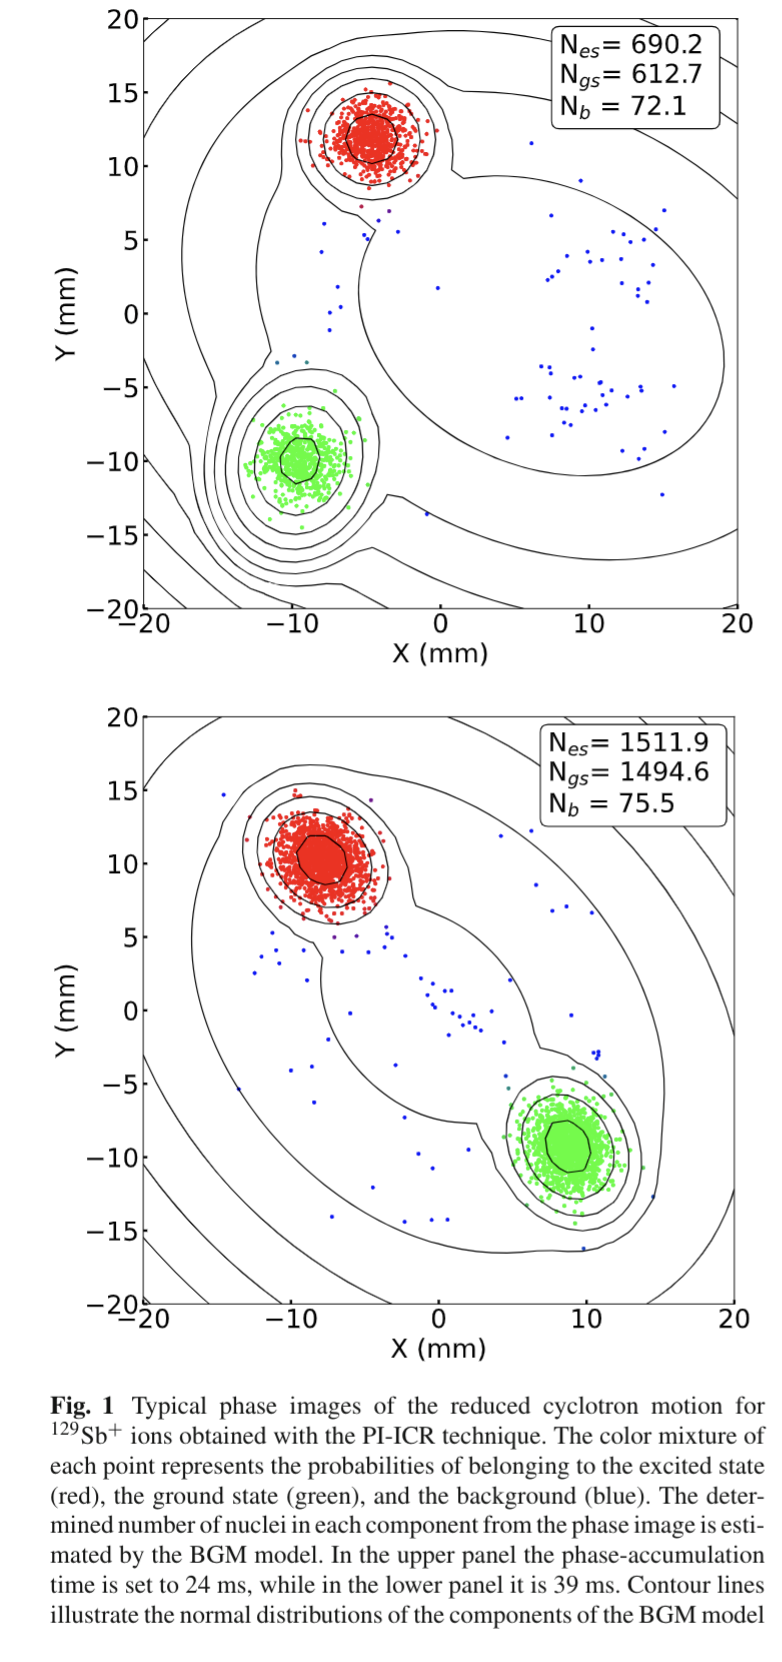 20
15
10
5
0
−5
−10
−15
−20
Y (mm)
N_es= 690.2
N_gs= 612.7
N_b = 72.1
−20
−10
0
10
20
X (mm)
20
15
10
5
0
−5
−10
−15
−20
Y (mm)
N_es= 1511.9
N_gs= 1494.6
N_b = 75.5
−20
−10
0
10
20
X (mm)
Fig. 1 Typical phase images of the reduced cyclotron motion for
¹²⁹Sb⁺ ions obtained with the PI-ICR technique. The color mixture of
each point represents the probabilities of belonging to the excited state
(red), the ground state (green), and the background (blue). The deter-
mined number of nuclei in each component from the phase image is esti-
mated by the BGM model. In the upper panel the phase-accumulation
time is set to 24 ms, while in the lower panel it is 39 ms. Contour lines
illustrate the normal distributions of the components of the BGM model